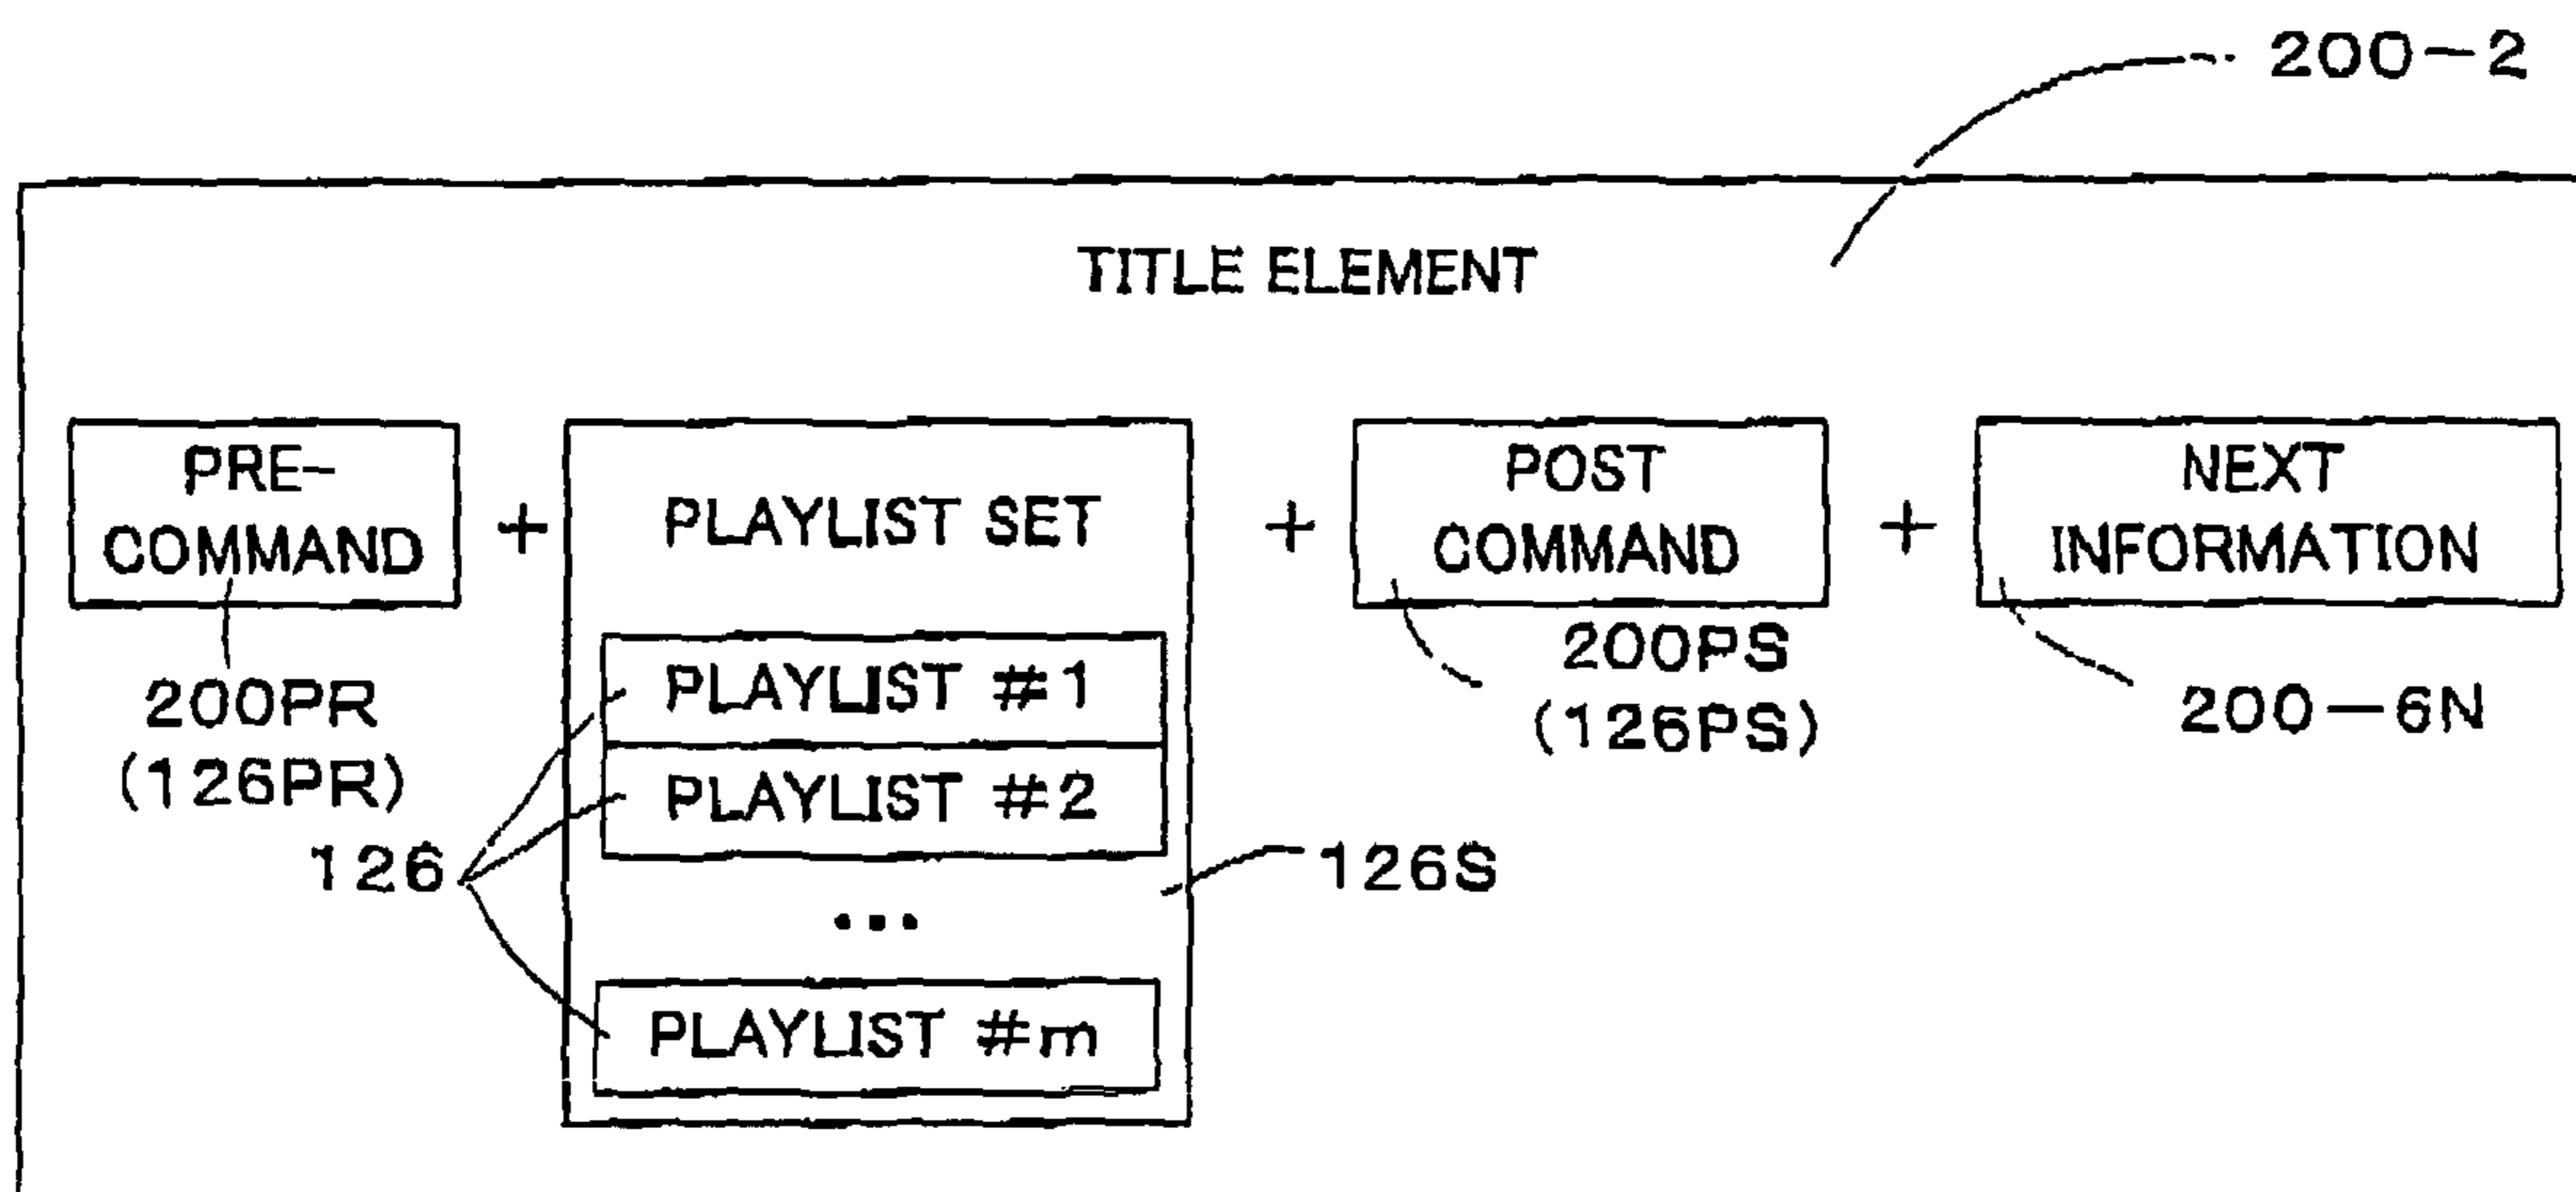 200-2
TITLE ELEMENT
PRE-
COMMAND
+
PLAYLIST SET
+
POST
COMMAND
+
NEXT
INFORMATION
200PR
(126PR)
PLAYLIST #1
PLAYLIST #2
...
PLAYLIST #m
126
126S
200PS
(126PS)
200-6N